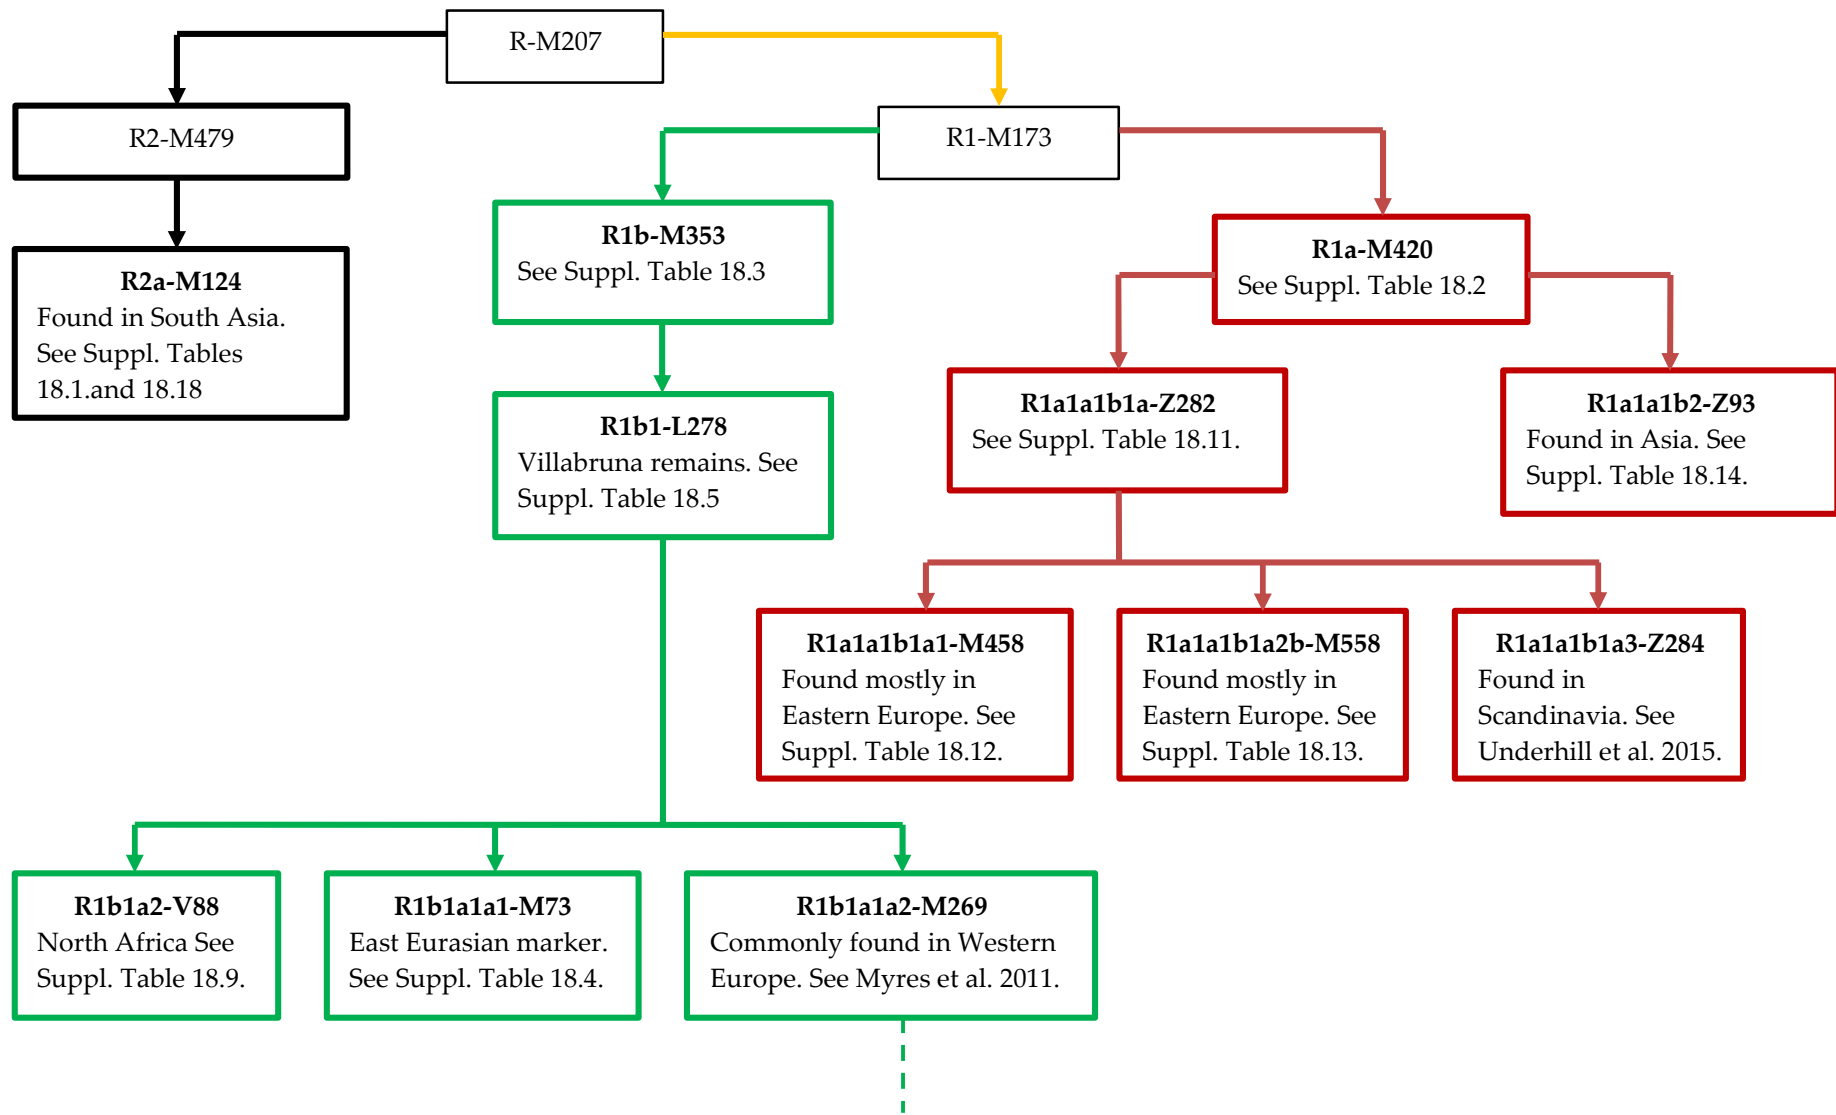 R-M207
R2-M479
R1-M173
R2a-M124
Found in South Asia.
See Suppl. Tables
18.1.and 18.18
R1b-M353
See Suppl. Table 18.3
R1a-M420
See Suppl. Table 18.2
R1b1-L278
Villabruna remains. See
Suppl. Table 18.5
R1a1a1b1a-Z282
See Suppl. Table 18.11.
R1a1a1b2-Z93
Found in Asia. See
Suppl. Table 18.14.
R1a1a1b1a1-M458
Found mostly in
Eastern Europe. See
Suppl. Table 18.12.
R1a1a1b1a2b-M558
Found mostly in
Eastern Europe. See
Suppl. Table 18.13.
R1a1a1b1a3-Z284
Found in
Scandinavia. See
Underhill et al. 2015.
R1b1a2-V88
North Africa See
Suppl. Table 18.9.
R1b1a1a1-M73
East Eurasian marker.
See Suppl. Table 18.4.
R1b1a1a2-M269
Commonly found in Western
Europe. See Myres et al. 2011.